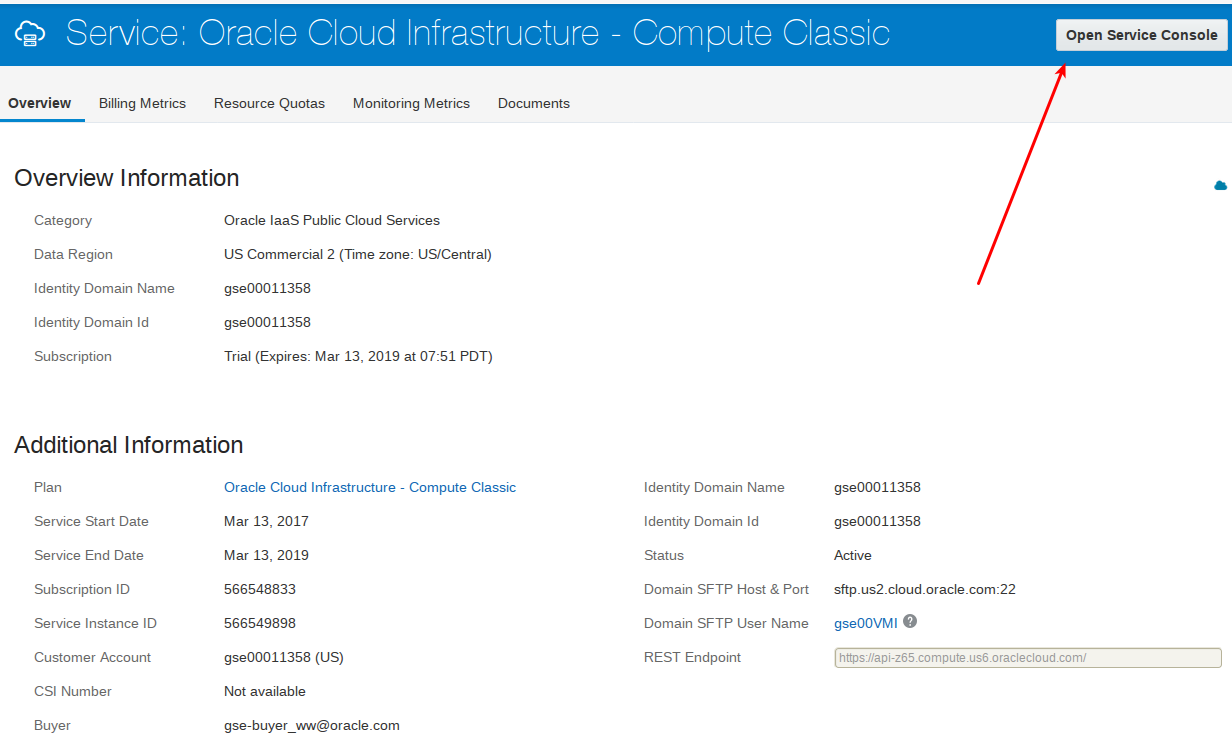 Service: Oracle Cloud Infrastructure - Compute Classic
Open Service Console
Overview Billing Metrics Resource Quotas Monitoring Metrics Documents
Overview Information
Category Oracle IaaS Public Cloud Services
Data Region US Commercial 2 (Time zone: US/Central)
Identity Domain Name gse00011358
Identity Domain Id gse00011358
Subscription Trial (Expires: Mar 13, 2019 at 07:51 PDT)
Additional Information
Plan Oracle Cloud Infrastructure - Compute Classic Identity Domain Name gse00011358
Service Start Date Mar 13, 2017 Identity Domain Id gse00011358
Service End Date Mar 13, 2019 Status Active
Subscription ID 566548833 Domain SFTP Host & Port sftp.us2.cloud.oracle.com:22
Service Instance ID 566549898 Domain SFTP User Name gse00VMI ?
Customer Account gse00011358 (US) REST Endpoint https://api-z65.compute.us6.oraclecloud.com/
CSI Number Not available
Buyer gse-buyer_ww@oracle.com